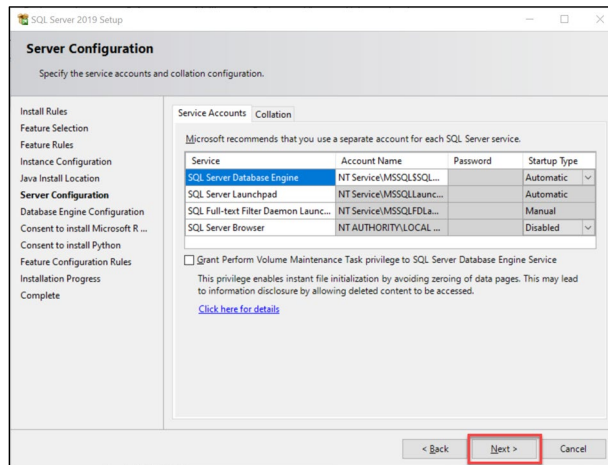 SQL Server 2019 Setup
Server Configuration
Specify the service accounts and collation configuration.
Install Rules
Feature Selection
Feature Rules
Instance Configuration
Java Install Location
Server Configuration
Database Engine Configuration
Consent to install Microsoft R ...
Consent to install Python
Feature Configuration Rules
Installation Progress
Complete
Service Accounts Collation
Microsoft recommends that you use a separate account for each SQL Server service.
Service Account Name Password Startup Type
SQL Server Database Engine NT Service\MSSQL$SQL... Automatic
SQL Server Launchpad NT Service\MSSQLLaunc... Automatic
SQL Full-text Filter Daemon Launc... NT Service\MSSQLFDLa... Manual
SQL Server Browser NT AUTHORITY\LOCAL ... Disabled
Grant Perform Volume Maintenance Task privilege to SQL Server Database Engine Service
This privilege enables instant file initialization by avoiding zeroing of data pages. This may lead
to information disclosure by allowing deleted content to be accessed.
Click here for details
< Back Next > Cancel